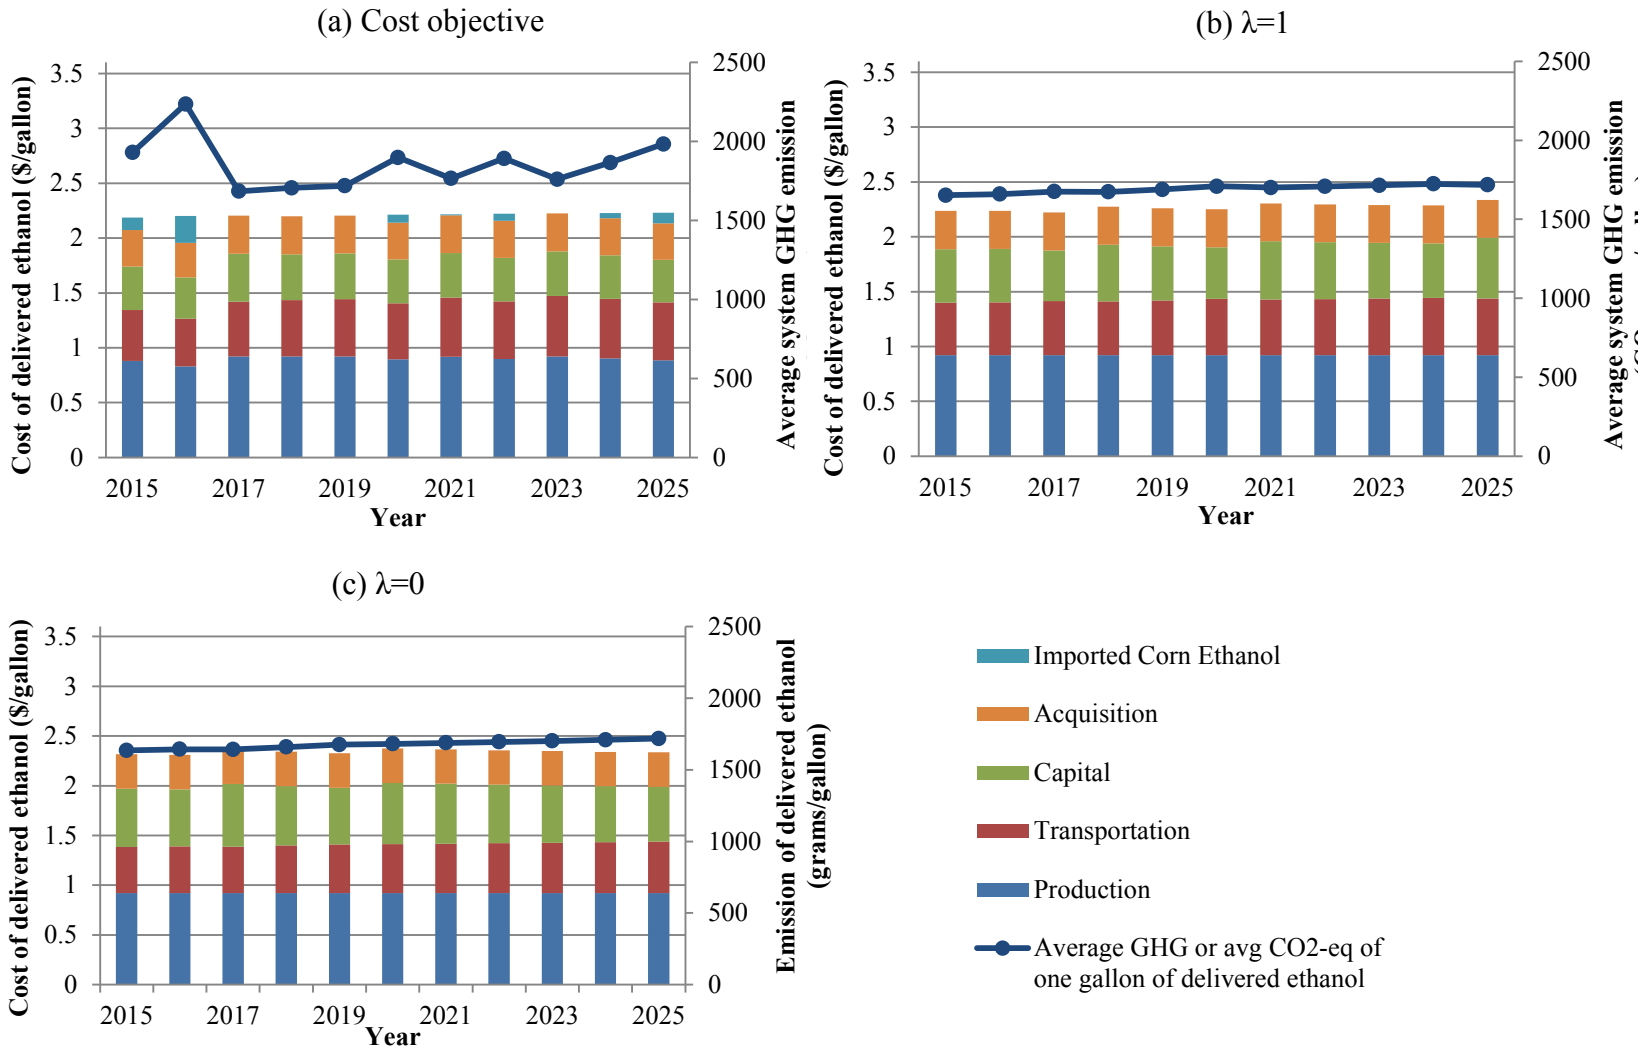 (a) Cost objective
Cost of delivered ethanol ($/gallon)
3.5
3
2.5
2
1.5
1
0.5
0
2500
2000
1500
1000
500
0
Average system GHG emission
2015 2017 2019 2021 2023 2025
Year
(b) λ=1
Cost of delivered ethanol ($/gallon)
3.5
3
2.5
2
1.5
1
0.5
0
2500
2000
1500
1000
500
0
Average system GHG emission
2015 2017 2019 2021 2023 2025
Year
(c) λ=0
Cost of delivered ethanol ($/gallon)
3.5
3
2.5
2
1.5
1
0.5
0
2500
2000
1500
1000
500
0
Emission of delivered ethanol
(grams/gallon)
2015 2017 2019 2021 2023 2025
Year
Imported Corn Ethanol
Acquisition
Capital
Transportation
Production
Average GHG or avg CO2-eq of
one gallon of delivered ethanol